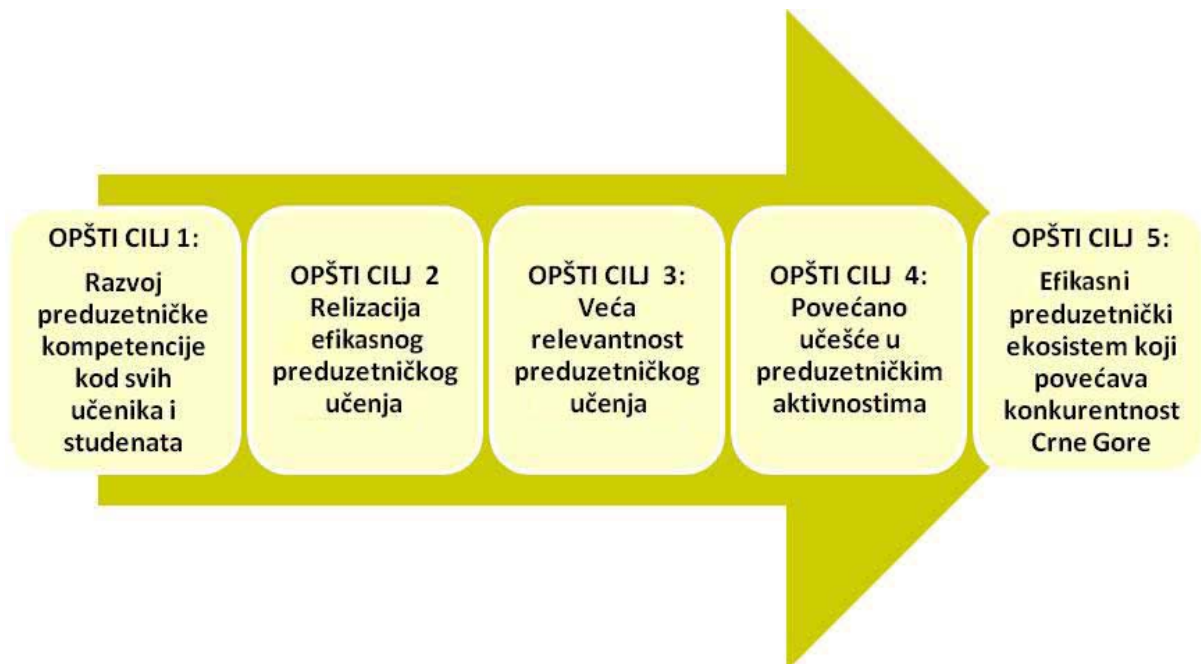 OPŠTI CILJ 1:
Razvoj
preduzetničke
kompetencije
kod svih
učenika i
studenata
OPŠTI CILJ 2
Relizacija
efikasnog
preduzetničkog
učenja
OPŠTI CILJ 3:
Veća
relevantnost
preduzetničkog
učenja
OPŠTI CILJ 4:
Povećano
učešće u
preduzetničkim
aktivnostima
OPŠTI CILJ 5:
Efikasni
preduzetnički
ekosistem koji
povećava
konkurentnost
Crne Gore